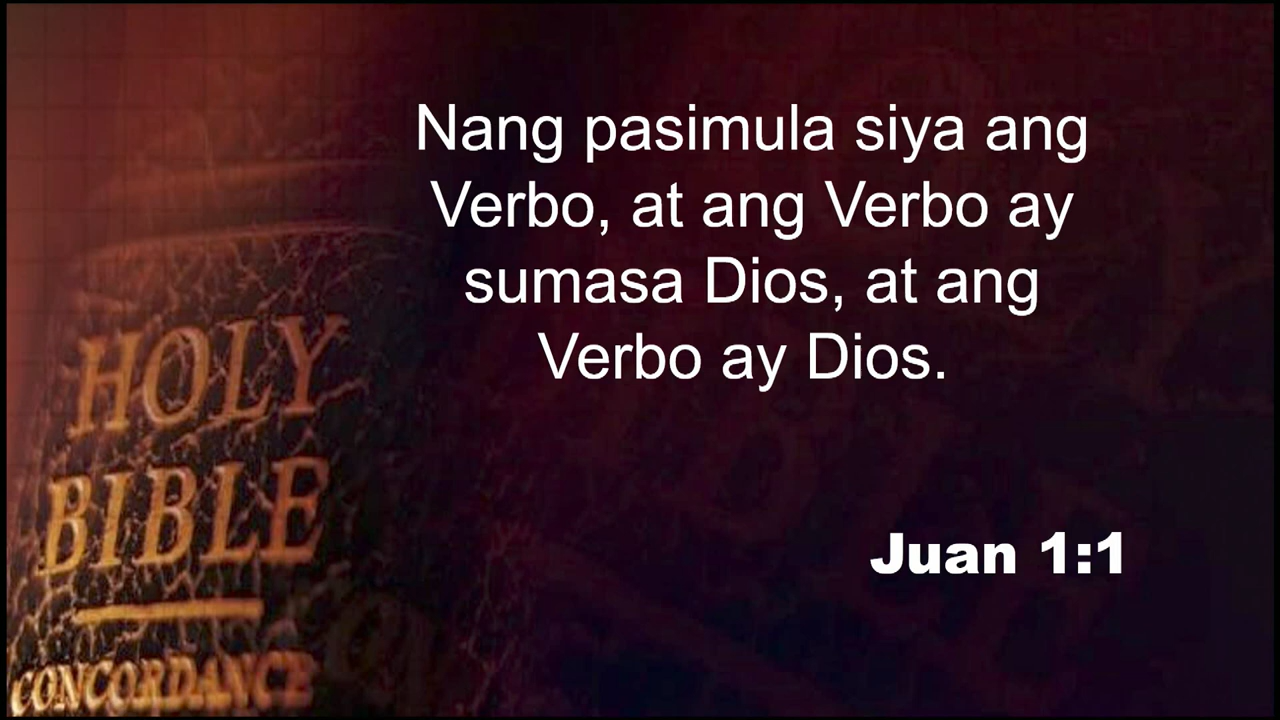 Nang pasimula siya ang
Verbo, at ang Verbo ay
sumasa Dios, at ang
Verbo ay Dios.
Juan 1:1
HOLY
BIBLE
CONCORDANCE